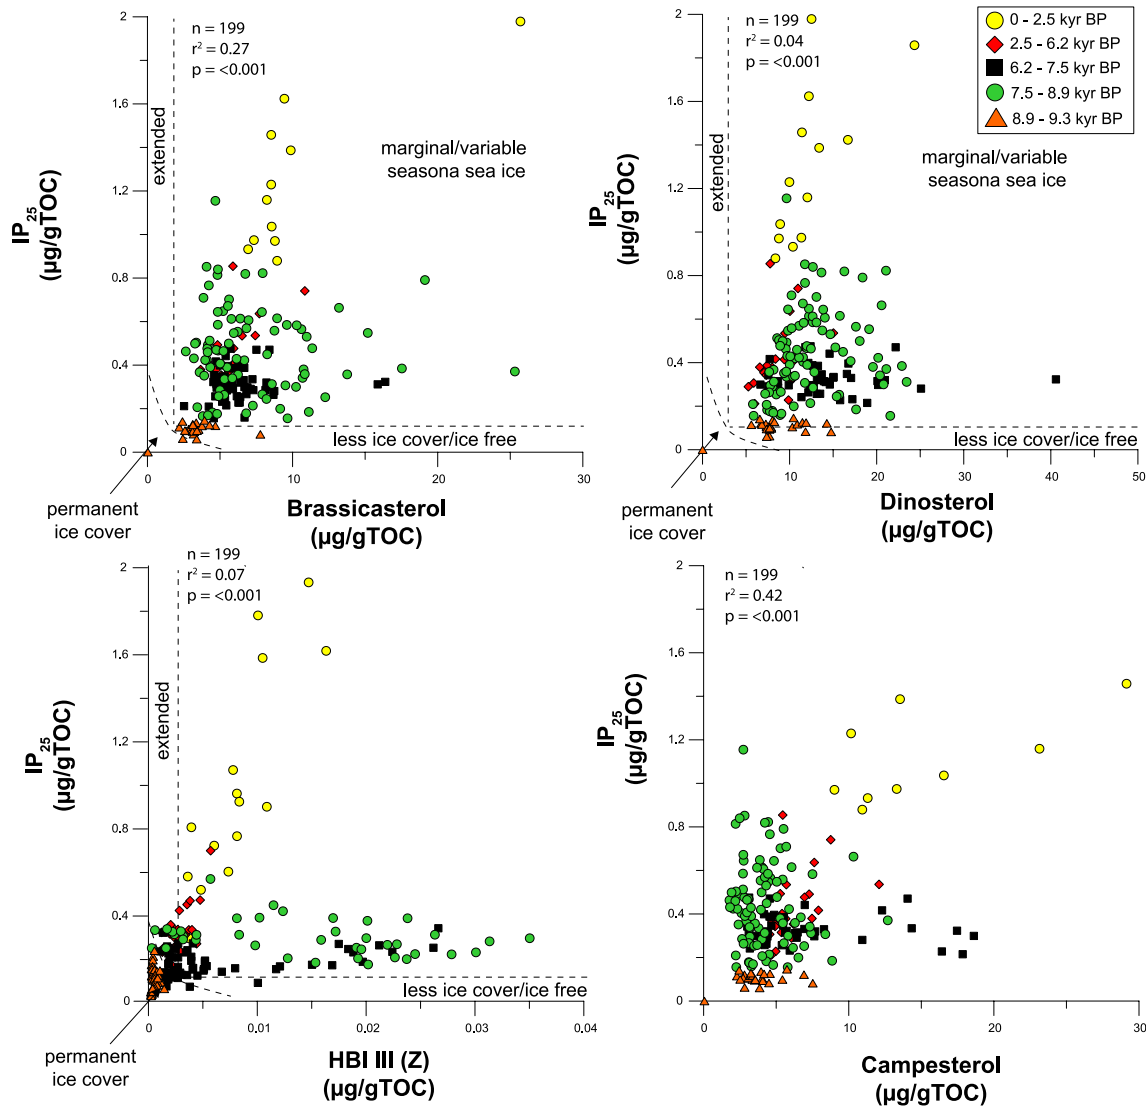 n = 199
r² = 0.27
p = <0.001
extended
marginal/variable
seasona sea ice
less ice cover/ice free
IP₂₅
(µg/gTOC)
2
1.6
1.2
0.8
0.4
0
0
10
20
30
permanent
ice cover
Brassicasterol
(µg/gTOC)
n = 199
r² = 0.04
p = <0.001
0 - 2.5 kyr BP
2.5 - 6.2 kyr BP
6.2 - 7.5 kyr BP
7.5 - 8.9 kyr BP
8.9 - 9.3 kyr BP
extended
marginal/variable
seasona sea ice
less ice cover/ice free
IP₂₅
(µg/gTOC)
2
1.6
1.2
0.8
0.4
0
0
10
20
30
40
50
permanent
ice cover
Dinosterol
(µg/gTOC)
n = 199
r² = 0.07
p = <0.001
extended
less ice cover/ice free
IP₂₅
(µg/gTOC)
2
1.6
1.2
0.8
0.4
0
0
0.01
0.02
0.03
0.04
permanent
ice cover
HBI III (Z)
(µg/gTOC)
n = 199
r² = 0.42
p = <0.001
IP₂₅
(µg/gTOC)
2
1.6
1.2
0.8
0.4
0
0
10
20
30
Campesterol
(µg/gTOC)